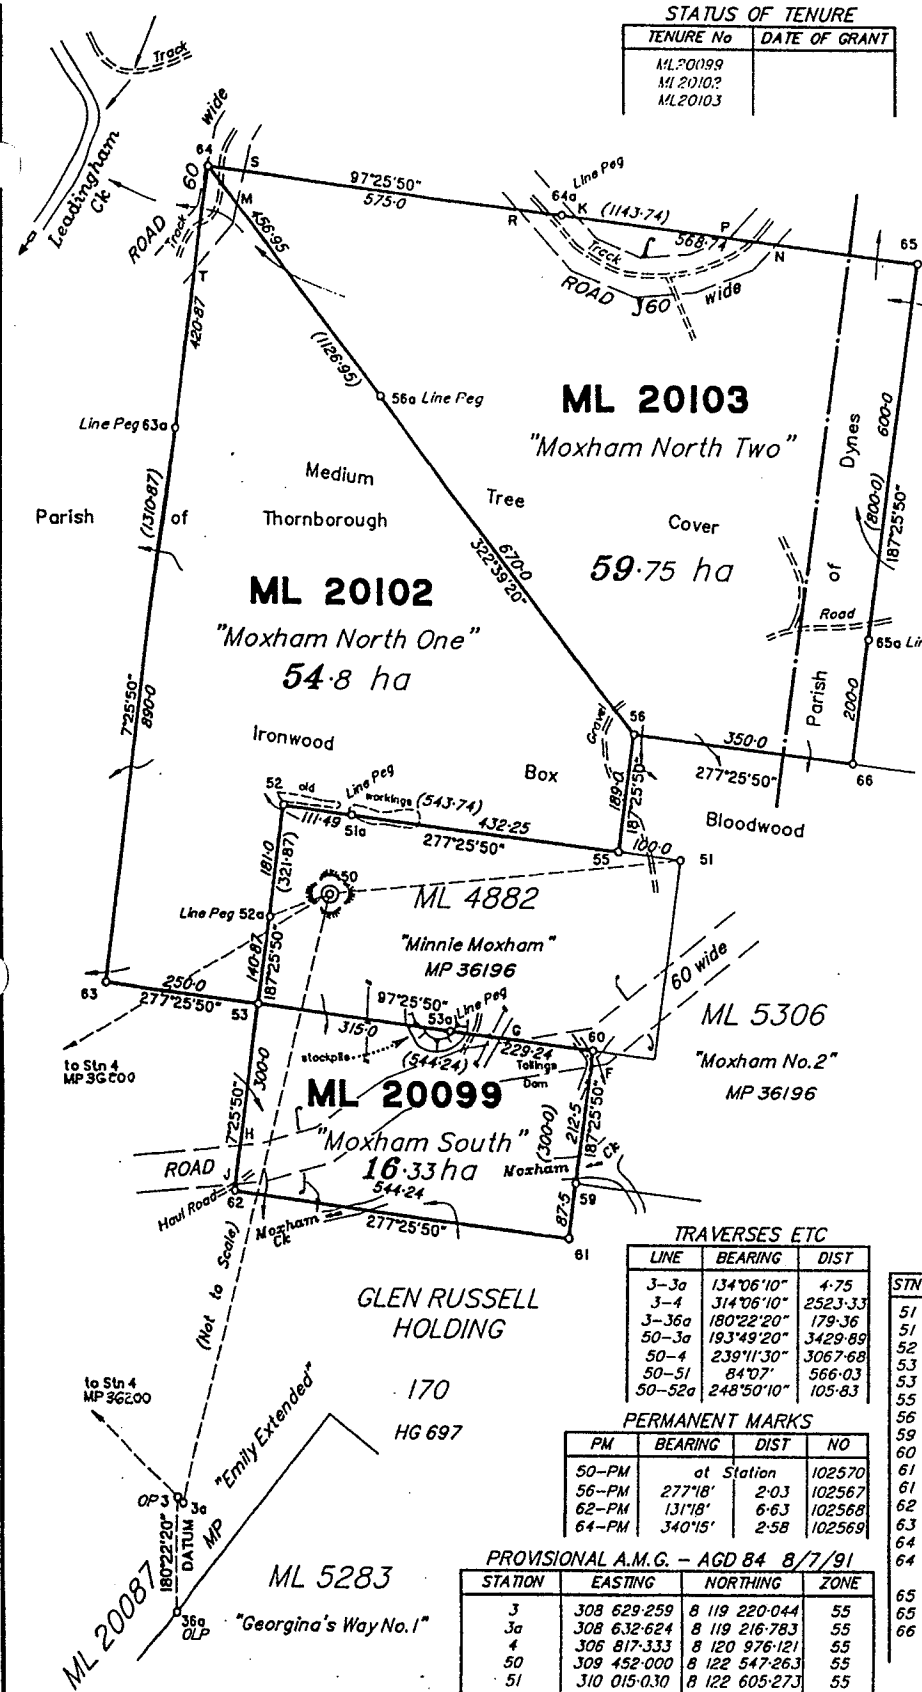 STATUS OF TENURE
TENURE No DATE OF GRANT
ML20099
ML20102
ML20103
Track
Leadingham
Ck
wide
64
S
60
M
ROAD
Track
T
97°25'50"
575·0
64a
Line Peg
K
(1143·74)
R
P
568·74
N
Track
ROAD
60
wide
65
456·95
420·87
(1126·95)
56a Line Peg
Line Peg 63a
ML 20103
"Moxham North Two"
Dynes
600·0
(800·0)
187°25'50"
Medium
Tree
Cover
Parish
of
Thornborough
(1310·87)
670·0
322°39'20"
59·75 ha
of
Road
65a
ML 20102
"Moxham North One"
54·8 ha
7°25'50"
890·0
Parish
200·0
Ironwood
Gravel
56
350·0
277°25'50"
66
Box
189·0
187°25'50"
Bloodwood
52
old
workings
Line Peg
(543·74)
111·49
51a
432·25
277°25'50"
55
100·0
51
181·0
(321·87)
50
ML 4882
Line Peg 52a
"Minnie Moxham"
MP 36196
140·87
187°25'50"
60 wide
63
250·0
277°25'50"
53
97°25'50"
53a
Line Peg
315·0
G
60
ML 5306
"Moxham No.2"
MP 36196
to Stn 4
MP 36200
stockpile
(544·24)
229·24
Tailings
Dam
F
300·0
ML 20099
"Moxham South"
16·33 ha
7°25'50"
H
(300·0)
212·5
187°25'50"
ROAD
J
Moxham
Ck
59
Haul Road
62
544·24
277°25'50"
Moxham
Ck
87·5
61
(Not to Scale)
GLEN RUSSELL
HOLDING
170
HG 697
TRAVERSES ETC
LINE BEARING DIST
3-3a 134°06'10" 4·75
3-4 314°06'10" 2523·33
3-36a 180°22'20" 179·36
50-3a 193°49'20" 3429·89
50-4 239°11'30" 3067·68
50-51 84°07' 566·03
50-52a 248°50'10" 105·83
STN
51
51
52
53
53
55
56
59
60
61
61
62
63
64
64
65
65
66
PERMANENT MARKS
PM BEARING DIST NO
50-PM at Station 102570
56-PM 277°18' 2·03 102567
62-PM 131°18' 6·63 102568
64-PM 340°15' 2·58 102569
to Stn 4
MP 36200
"Emily Extended"
OP 3
3a
DATUM
180°22'20"
MP
ML 20087
36a
OLP
ML 5283
"Georgina's Way No.1"
PROVISIONAL A.M.G. - AGD 84 8/7/91
STATION EASTING NORTHING ZONE
3 308 629·259 8 119 220·044 55
3a 308 632·624 8 119 216·783 55
4 306 817·333 8 120 976·121 55
50 309 452·000 8 122 547·263 55
51 310 015·030 8 122 605·273 55